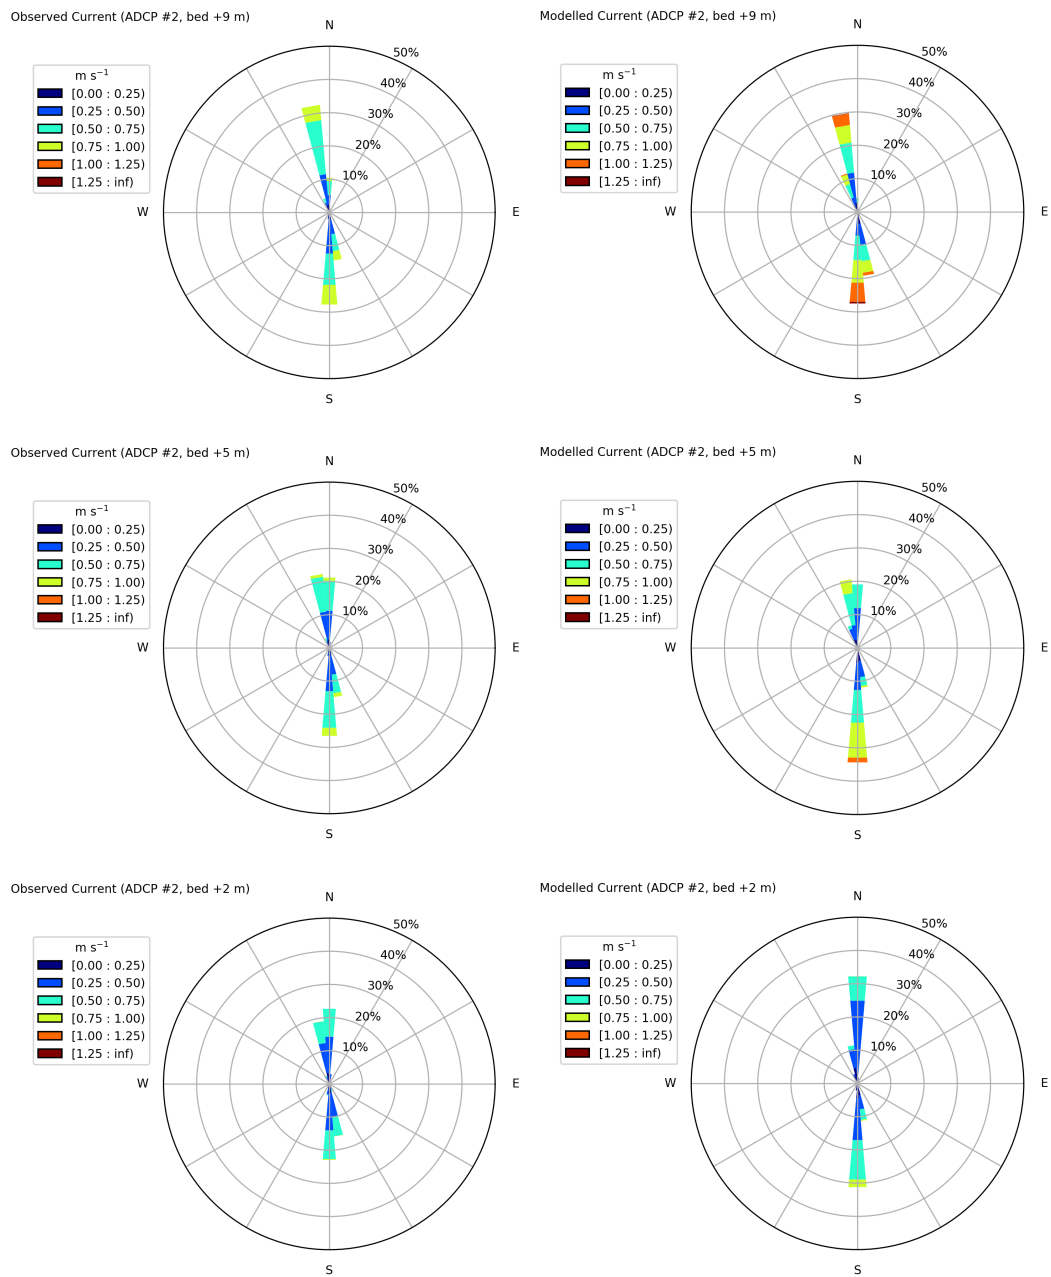 Observed Current (ADCP #2, bed +9 m)
N
50%
40%
30%
20%
10%
W
E
S
m s⁻¹
[0.00 : 0.25)
[0.25 : 0.50)
[0.50 : 0.75)
[0.75 : 1.00)
[1.00 : 1.25)
[1.25 : inf)
Modelled Current (ADCP #2, bed +9 m)
N
50%
40%
30%
20%
10%
W
E
S
m s⁻¹
[0.00 : 0.25)
[0.25 : 0.50)
[0.50 : 0.75)
[0.75 : 1.00)
[1.00 : 1.25)
[1.25 : inf)
Observed Current (ADCP #2, bed +5 m)
N
50%
40%
30%
20%
10%
W
E
S
m s⁻¹
[0.00 : 0.25)
[0.25 : 0.50)
[0.50 : 0.75)
[0.75 : 1.00)
[1.00 : 1.25)
[1.25 : inf)
Modelled Current (ADCP #2, bed +5 m)
N
50%
40%
30%
20%
10%
W
E
S
m s⁻¹
[0.00 : 0.25)
[0.25 : 0.50)
[0.50 : 0.75)
[0.75 : 1.00)
[1.00 : 1.25)
[1.25 : inf)
Observed Current (ADCP #2, bed +2 m)
N
50%
40%
30%
20%
10%
W
E
S
m s⁻¹
[0.00 : 0.25)
[0.25 : 0.50)
[0.50 : 0.75)
[0.75 : 1.00)
[1.00 : 1.25)
[1.25 : inf)
Modelled Current (ADCP #2, bed +2 m)
N
50%
40%
30%
20%
10%
W
E
S
m s⁻¹
[0.00 : 0.25)
[0.25 : 0.50)
[0.50 : 0.75)
[0.75 : 1.00)
[1.00 : 1.25)
[1.25 : inf)